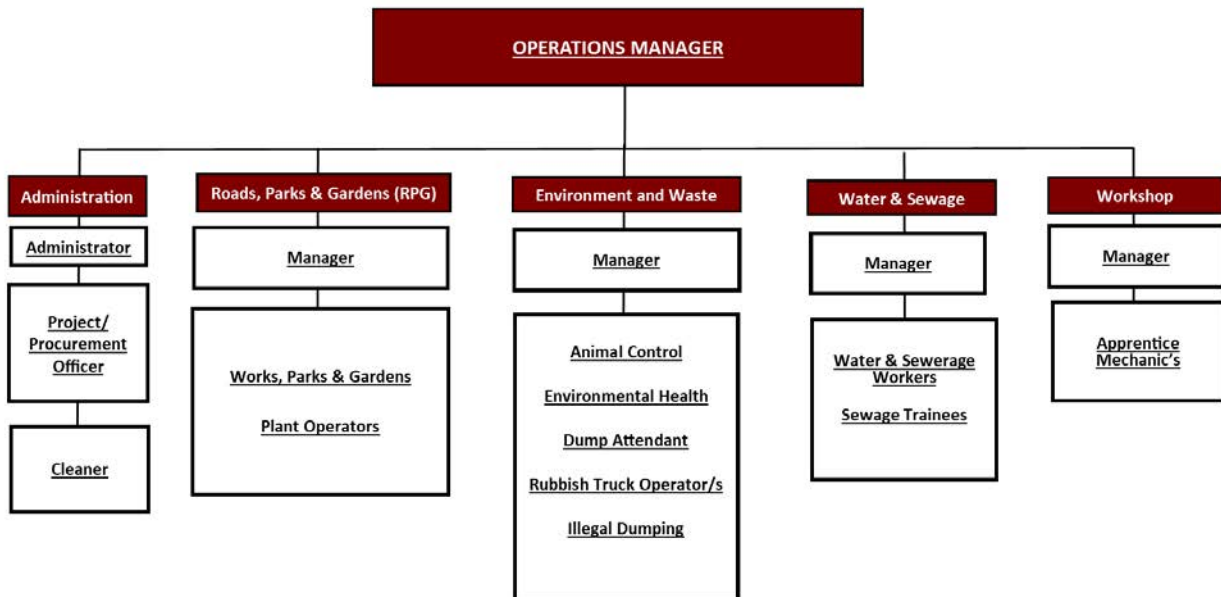 OPERATIONS MANAGER
Administration
Administrator
Project/
Procurement
Officer
Cleaner
Roads, Parks & Gardens (RPG)
Manager
Works, Parks & Gardens
Plant Operators
Environment and Waste
Manager
Animal Control
Environmental Health
Dump Attendant
Rubbish Truck Operator/s
Illegal Dumping
Water & Sewage
Manager
Water & Sewerage
Workers
Sewage Trainees
Workshop
Manager
Apprentice
Mechanic's